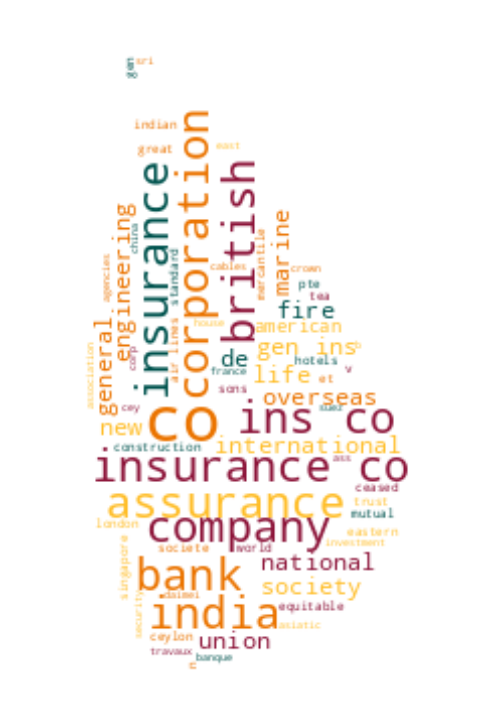 sri
gen
&
indian
corporation
great
east
insurance
british
engineering
china
standard
marine
mercantile
agencies
cables
crown
pte
tea
fire
general
air lines
house
american
de
gen ins
co
association
corp
france
hotels
v
life
et
sons
overseas
cey
suez
new
co
ins co
construction
international
insurance co
ass
ceased
assurance
trust
mutual
london
company
eastern
societe
world
investment
singapore
bank
national
society
security
daimei
india
equitable
asiatic
ceylon
union
travaux
banque